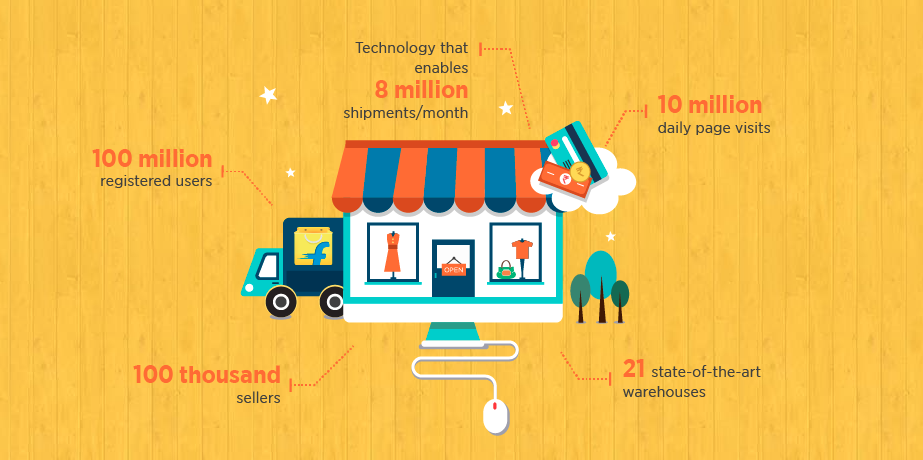 Technology that
enables
8 million
shipments/month
10 million
daily page visits
100 million
registered users
OPEN
100 thousand
sellers
21 state-of-the-art
warehouses